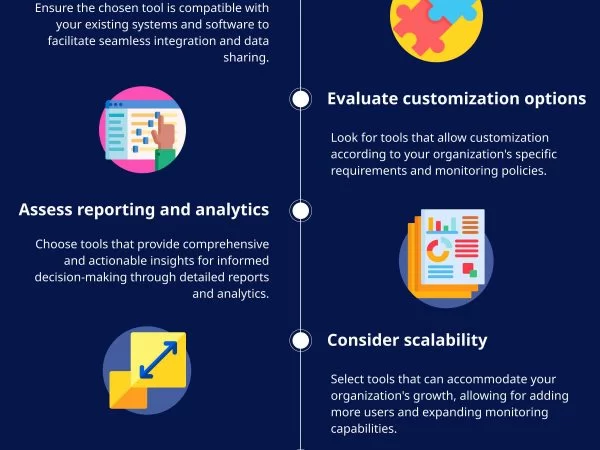 Ensure the chosen tool is compatible with
your existing systems and software to
facilitate seamless integration and data
sharing.
Evaluate customization options
Look for tools that allow customization
according to your organization's specific
requirements and monitoring policies.
Assess reporting and analytics
Choose tools that provide comprehensive
and actionable insights for informed
decision-making through detailed reports
and analytics.
Consider scalability
Select tools that can accommodate your
organization's growth, allowing for adding
more users and expanding monitoring
capabilities.